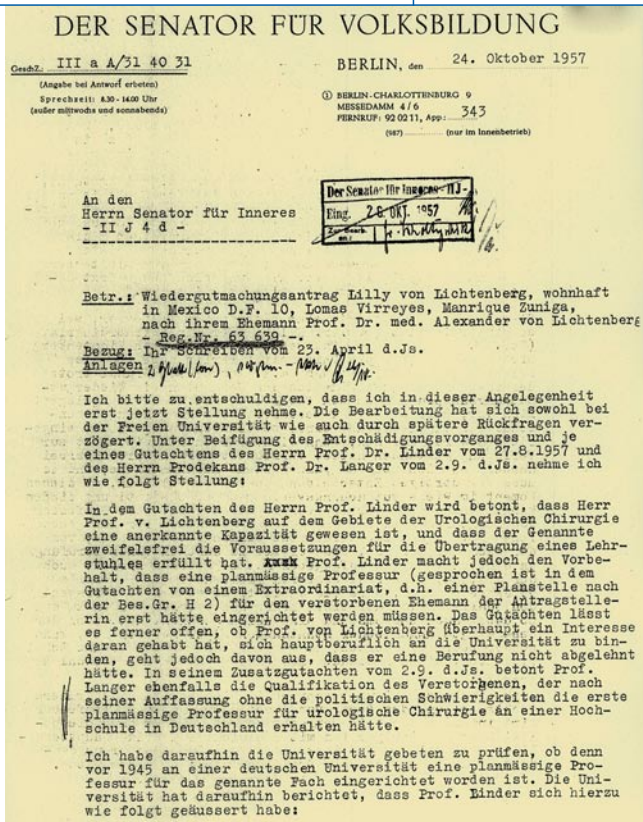 DER SENATOR FÜR VOLKSBILDUNG
GeschZ.: III a A/31 40 31
(Angabe bei Antwort erbeten)
Sprechzeit: 8.30 - 14.00 Uhr
(außer mittwochs und sonnabends)
BERLIN, den 24. Oktober 1957
① BERLIN-CHARLOTTENBURG 9
MESSEDAMM 4/6
FERNRUF: 92 02 11, App.: 343
(987) (nur im Innenbetrieb)
An den
Herrn Senator für Inneres
- II J 4 d -
Der Senator für Inneres - II J -
Eing. 28. OKT. 1957
Betr.: Wiedergutmachungsantrag Lilly von Lichtenberg, wohnhaft
in Mexico D.F. 10, Lomas Virreyes, Manrique Zuniga,
nach ihrem Ehemann Prof. Dr. med. Alexander von Lichtenberg
- Reg.Nr. 63 639 -.
Bezug: Ihr Schreiben vom 23. April d.Js.
Anlagen
Ich bitte zu entschuldigen, dass ich in dieser Angelegenheit
erst jetzt Stellung nehme. Die Bearbeitung hat sich sowohl bei
der Freien Universität wie auch durch spätere Rückfragen ver-
zögert. Unter Beifügung des Entschädigungsvorganges und je
eines Gutachtens des Herrn Prof. Dr. Linder vom 27.8.1957 und
des Herrn Prodekans Prof. Dr. Langer vom 2.9. d.Js. nehme ich
wie folgt Stellung:
In dem Gutachten des Herrn Prof. Linder wird betont, dass Herr
Prof. v. Lichtenberg auf dem Gebiete der Urologischen Chirurgie
eine anerkannte Kapazität gewesen ist, und dass der Genannte
zweifelsfrei die Voraussetzungen für die Übertragung eines Lehr-
stuhles erfüllt hat. Prof. Linder macht jedoch den Vorbe-
halt, dass eine planmässige Professur (gesprochen ist in dem
Gutachten von einem Extraordinariat, d.h. einer Planstelle nach
der Bes.Gr. H 2) für den verstorbenen Ehemann der Antragstelle-
rin erst hätte eingerichtet werden müssen. Das Gutachten lässt
es ferner offen, ob Prof. von Lichtenberg überhaupt ein Interesse
daran gehabt hat, sich hauptberuflich an die Universität zu bin-
den, geht jedoch davon aus, dass er eine Berufung nicht abgelehnt
hätte. In seinem Zusatzgutachten vom 2.9. d.Js. betont Prof.
Langer ebenfalls die Qualifikation des Verstorbenen, der nach
seiner Auffassung ohne die politischen Schwierigkeiten die erste
planmässige Professur für urologische Chirurgie an einer Hoch-
schule in Deutschland erhalten hätte.
Ich habe daraufhin die Universität gebeten zu prüfen, ob denn
vor 1945 an einer deutschen Universität eine planmässige Pro-
fessur für das genannte Fach eingerichtet worden ist. Die Uni-
versität hat daraufhin berichtet, dass Prof. Linder sich hierzu
wie folgt geäussert habe: